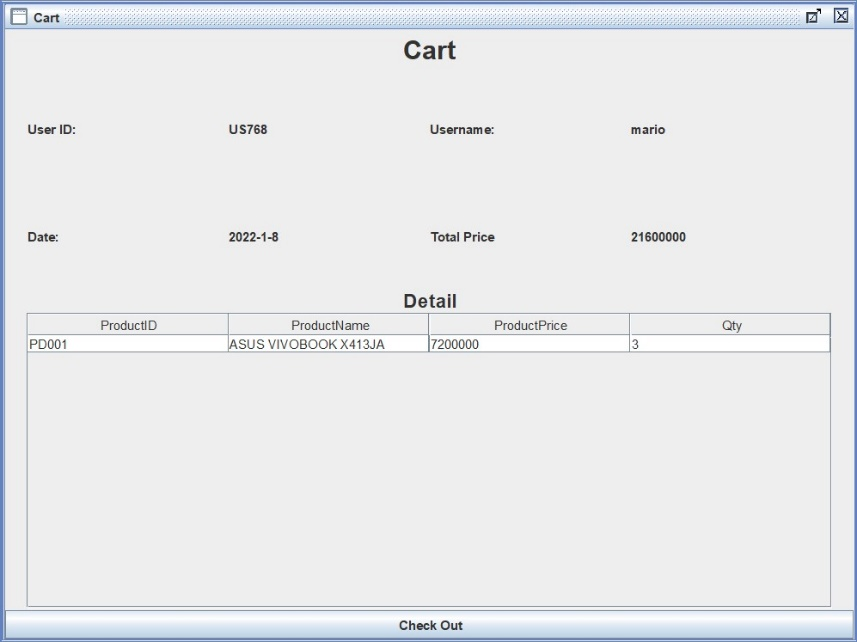 Cart
Cart
User ID: US768 Username: mario
Date: 2022-1-8 Total Price 21600000
Detail
ProductID ProductName ProductPrice Qty
PD001 ASUS VIVOBOOK X413JA 7200000 3
Check Out